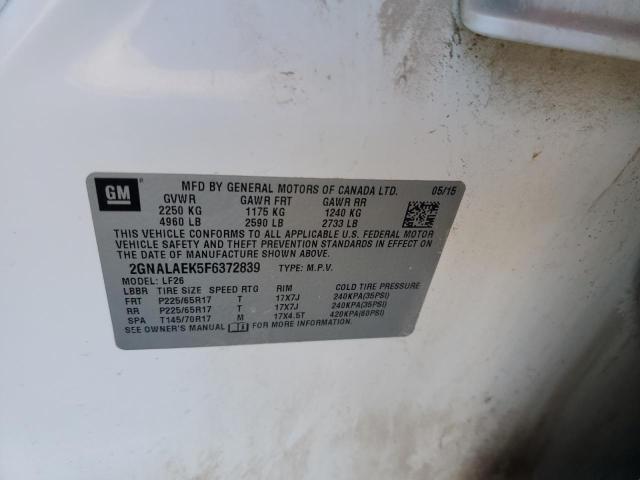 GM
MFD BY GENERAL MOTORS OF CANADA LTD. 05/15
GVWR GAWR FRT GAWR RR
2250 KG 1175 KG 1240 KG
4960 LB 2590 LB 2733 LB
THIS VEHICLE CONFORMS TO ALL APPLICABLE U.S. FEDERAL MOTOR
VEHICLE SAFETY AND THEFT PREVENTION STANDARDS IN EFFECT ON
THE DATE OF MANUFACTURE SHOWN ABOVE.
2GNALAEK5F6372839 TYPE: M.P.V.
MODEL: LF26
LBBR TIRE SIZE SPEED RTG RIM COLD TIRE PRESSURE
FRT P225/65R17 T 17X7J 240KPA(35PSI)
RR P225/65R17 T 17X7J 240KPA(35PSI)
SPA T145/70R17 M 17X4.5T 420KPA(60PSI)
SEE OWNER'S MANUAL FOR MORE INFORMATION.